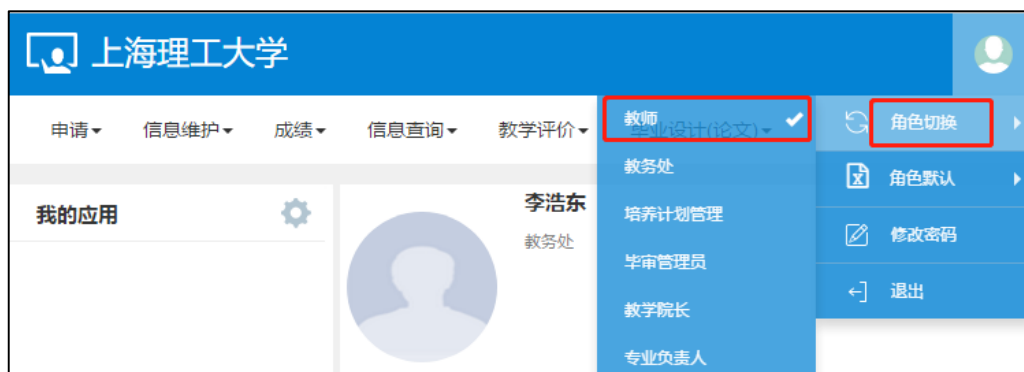 上海理工大学
申请
信息维护
成绩
信息查询
教学评价
毕业设计(论文)
教师
教务处
培养计划管理
毕审管理员
教学院长
专业负责人
角色切换
角色默认
修改密码
退出
我的应用
李浩东
教务处